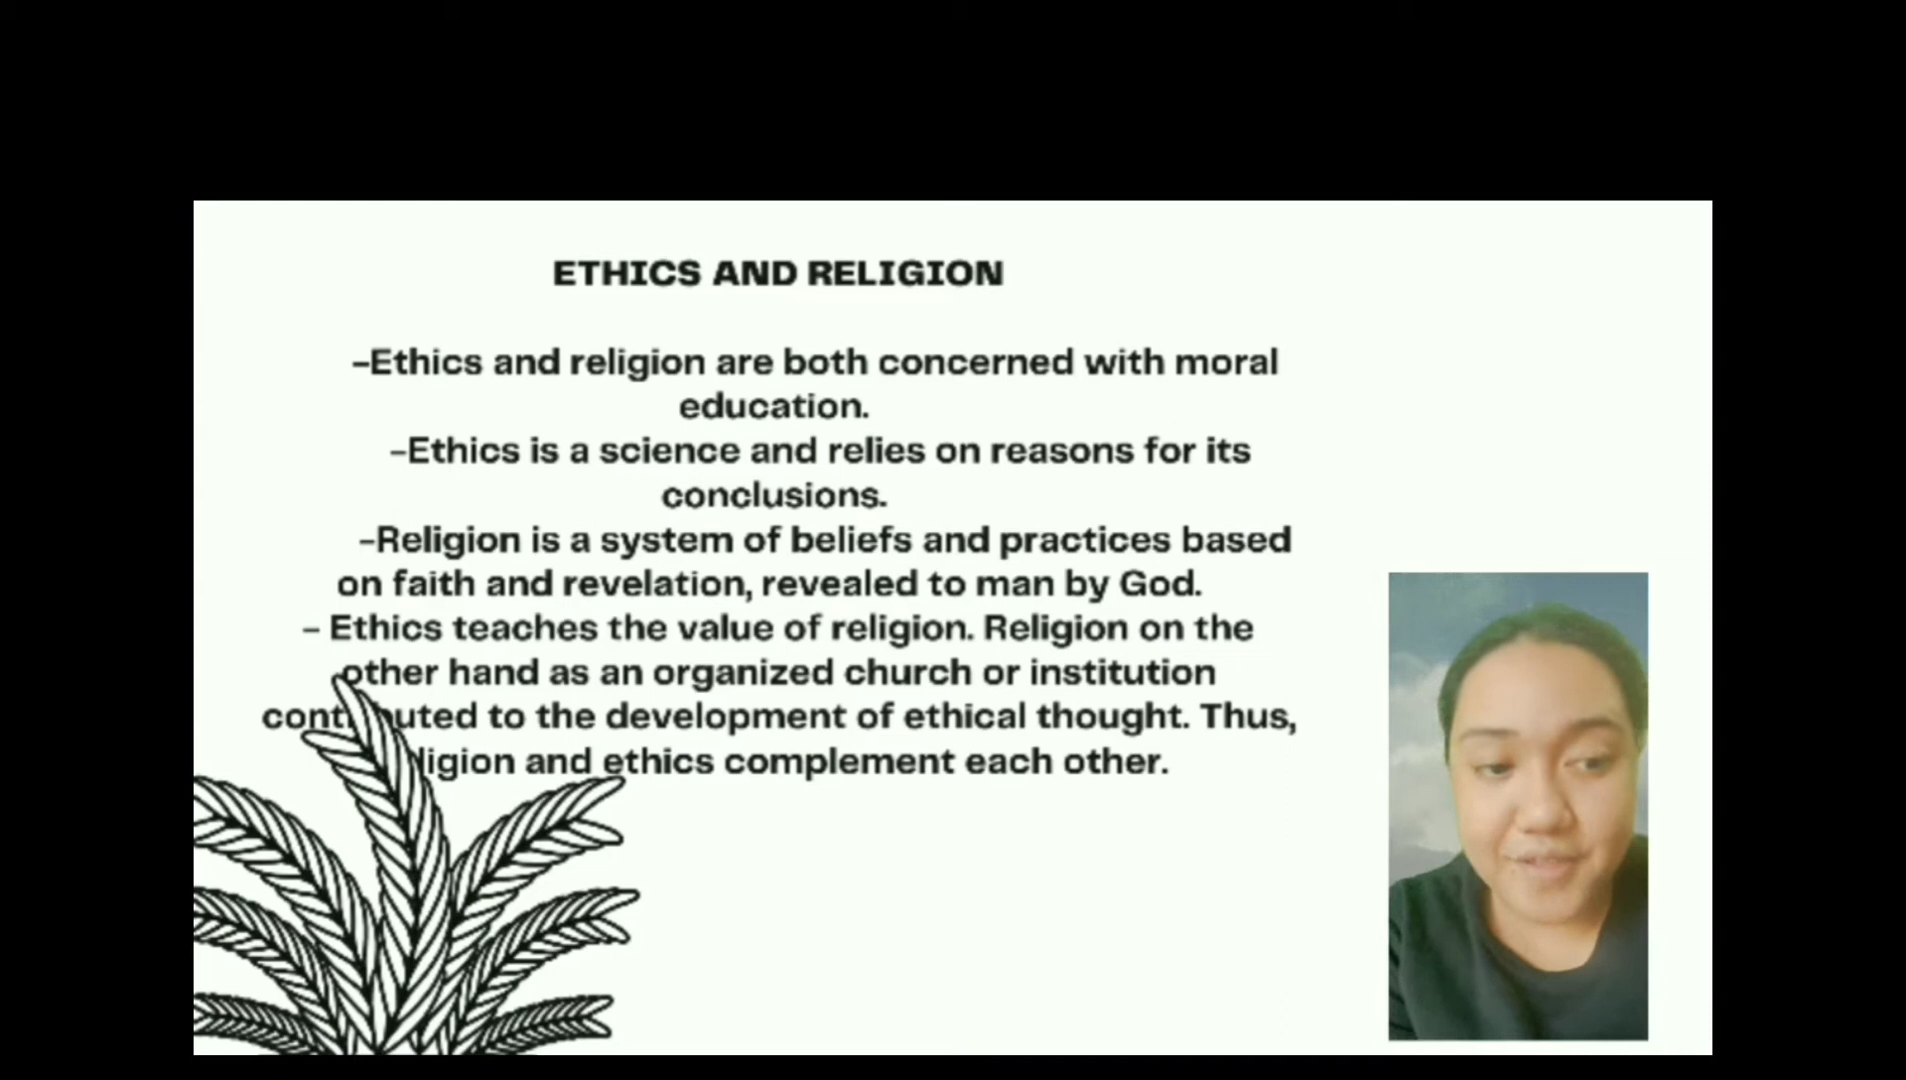 ETHICS AND RELIGION
-Ethics and religion are both concerned with moral
education.
-Ethics is a science and relies on reasons for its
conclusions.
-Religion is a system of beliefs and practices based
on faith and revelation, revealed to man by God.
- Ethics teaches the value of religion. Religion on the
other hand as an organized church or institution
contributed to the development of ethical thought. Thus,
religion and ethics complement each other.